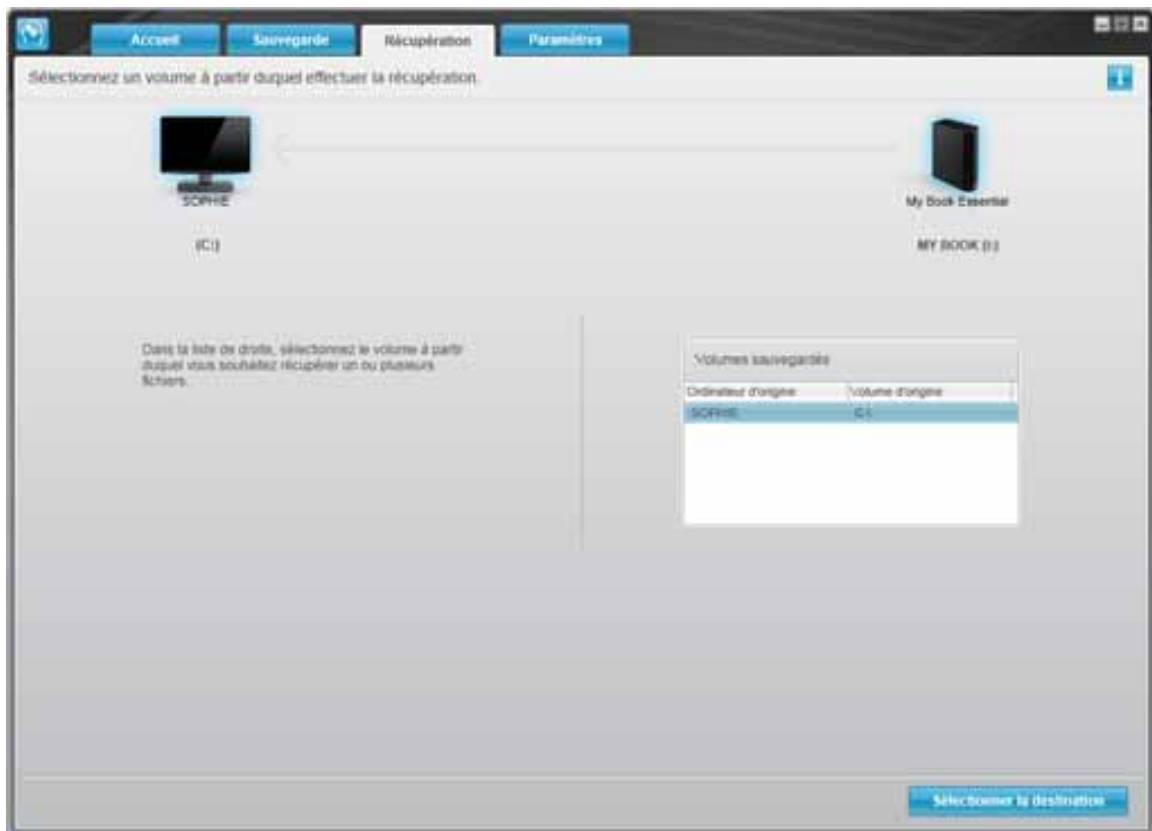 Accueil
Sauvegarde
Récupération
Paramètres
Sélectionnez un volume à partir duquel effectuer la récupération.
SOPHIE
My Book Essential
(C:)
MY BOOK (I:)
Dans la liste de droite, sélectionnez le volume à partir
duquel vous souhaitez récupérer un ou plusieurs
fichiers.
Volumes sauvegardés
Ordinateur d'origine
Volume d'origine
SOPHIE
C:\
Sélectionner la destination